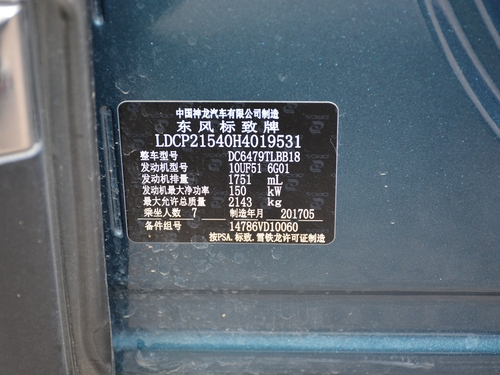 中国神龙汽车有限公司制造
东风标致牌
LDCP21540H4019531
整车型号 DC6479TLBB18
发动机型号 10UF51 6G01
发动机排量 1751 mL
发动机最大净功率 150 kW
最大允许总质量 2143 kg
乘坐人数 7 制造年月 201705
备件组号 14786VD10060
按PSA.标致.雪铁龙许可证制造